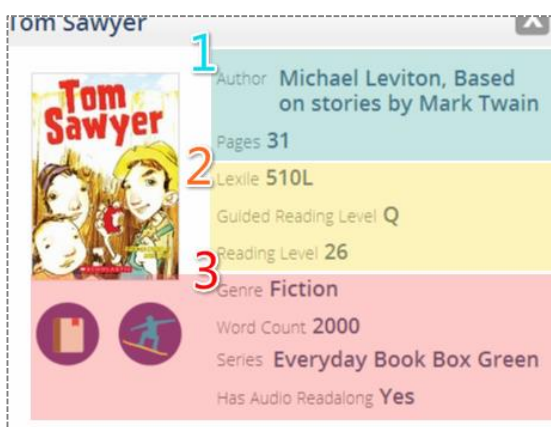 Tom Sawyer
X
1
Author Michael Leviton, Based
on stories by Mark Twain
Pages 31
Tom
Sawyer
SCHOLASTIC
2
Lexile 510L
Guided Reading Level Q
Reading Level 26
3
Genre Fiction
Word Count 2000
Series Everyday Book Box Green
Has Audio Readalong Yes